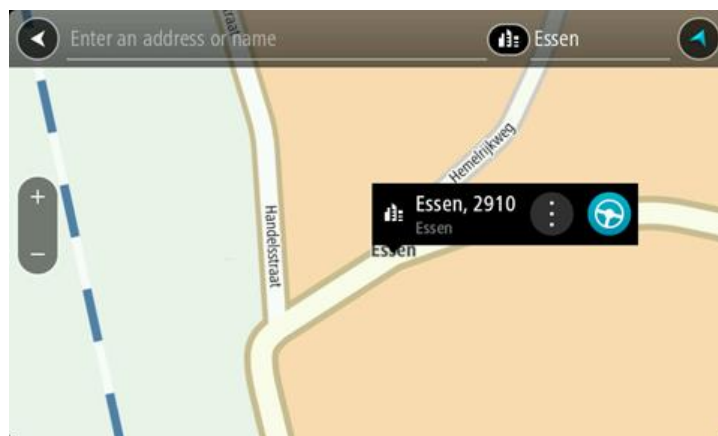 Enter an address or name
Essen
Hemelrijkweg
Handelsstraat
Essen, 2910
Essen
Essen